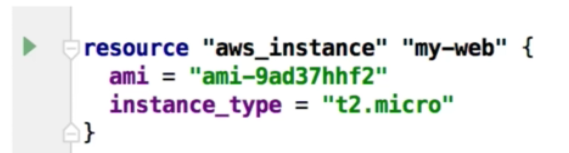 resource "aws_instance" "my-web" {
ami = "ami-9ad37hhf2"
instance_type = "t2.micro"
}